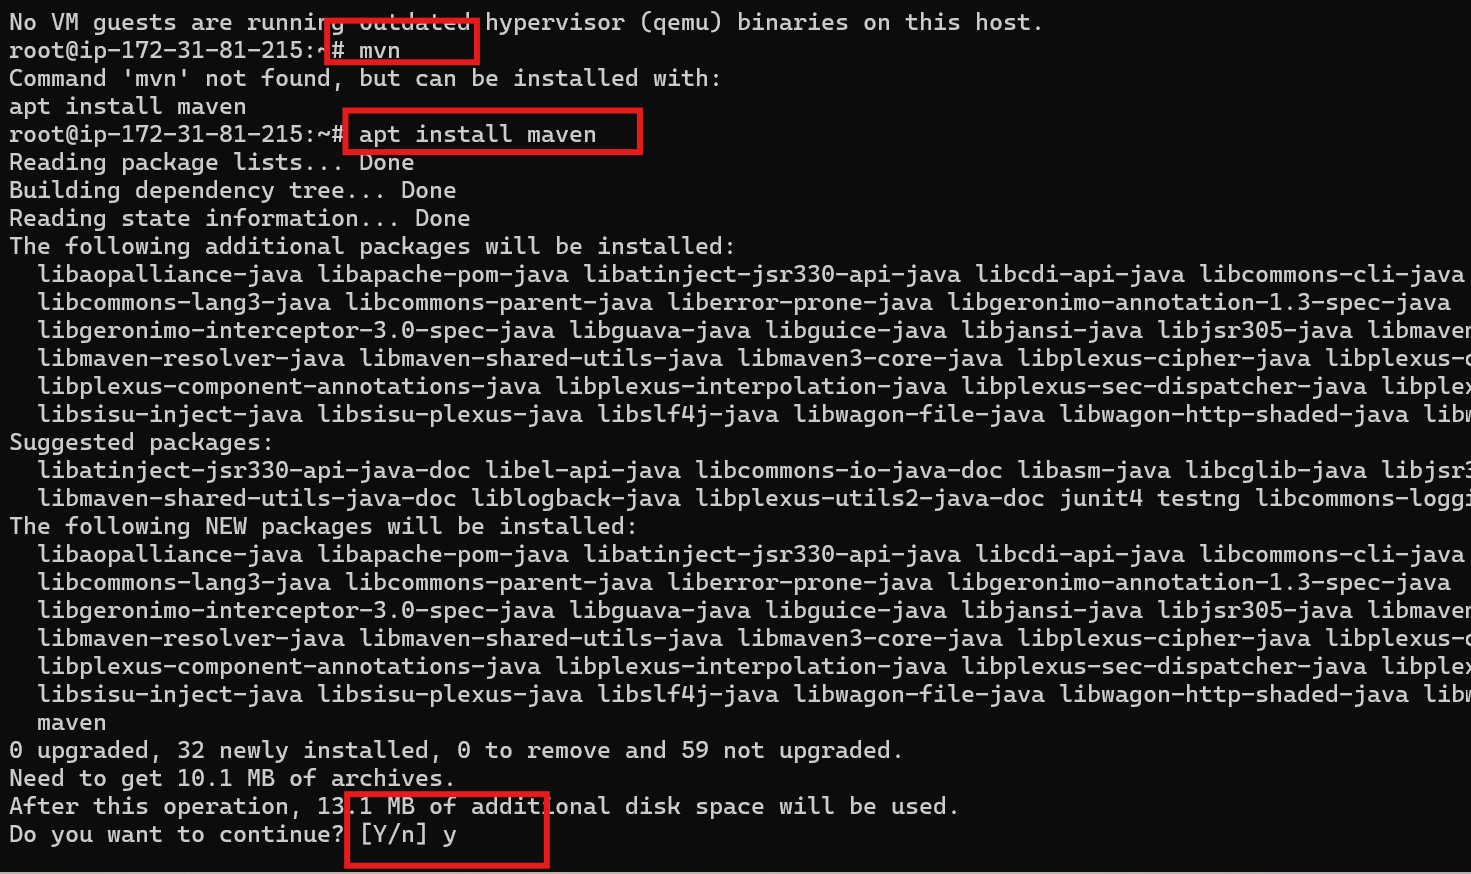 No VM guests are running outdated hypervisor (qemu) binaries on this host.
root@ip-172-31-81-215:~# mvn
Command 'mvn' not found, but can be installed with:
apt install maven
root@ip-172-31-81-215:~# apt install maven
Reading package lists... Done
Building dependency tree... Done
Reading state information... Done
The following additional packages will be installed:
  libaopalliance-java libapache-pom-java libatinject-jsr330-api-java libcdi-api-java libcommons-cli-java
  libcommons-lang3-java libcommons-parent-java liberror-prone-java libgeronimo-annotation-1.3-spec-java
  libgeronimo-interceptor-3.0-spec-java libguava-java libguice-java libjansi-java libjsr305-java libmaven
  libmaven-resolver-java libmaven-shared-utils-java libmaven3-core-java libplexus-cipher-java libplexus-c
  libplexus-component-annotations-java libplexus-interpolation-java libplexus-sec-dispatcher-java libplex
  libsisu-inject-java libsisu-plexus-java libslf4j-java libwagon-file-java libwagon-http-shaded-java libw
Suggested packages:
  libatinject-jsr330-api-java-doc libel-api-java libcommons-io-java-doc libasm-java libcglib-java libjsr3
  libmaven-shared-utils-java-doc liblogback-java libplexus-utils2-java-doc junit4 testng libcommons-loggi
The following NEW packages will be installed:
  libaopalliance-java libapache-pom-java libatinject-jsr330-api-java libcdi-api-java libcommons-cli-java
  libcommons-lang3-java libcommons-parent-java liberror-prone-java libgeronimo-annotation-1.3-spec-java
  libgeronimo-interceptor-3.0-spec-java libguava-java libguice-java libjansi-java libjsr305-java libmaven
  libmaven-resolver-java libmaven-shared-utils-java libmaven3-core-java libplexus-cipher-java libplexus-c
  libplexus-component-annotations-java libplexus-interpolation-java libplexus-sec-dispatcher-java libplex
  libsisu-inject-java libsisu-plexus-java libslf4j-java libwagon-file-java libwagon-http-shaded-java libw
  maven
0 upgraded, 32 newly installed, 0 to remove and 59 not upgraded.
Need to get 10.1 MB of archives.
After this operation, 13.1 MB of additional disk space will be used.
Do you want to continue? [Y/n] y